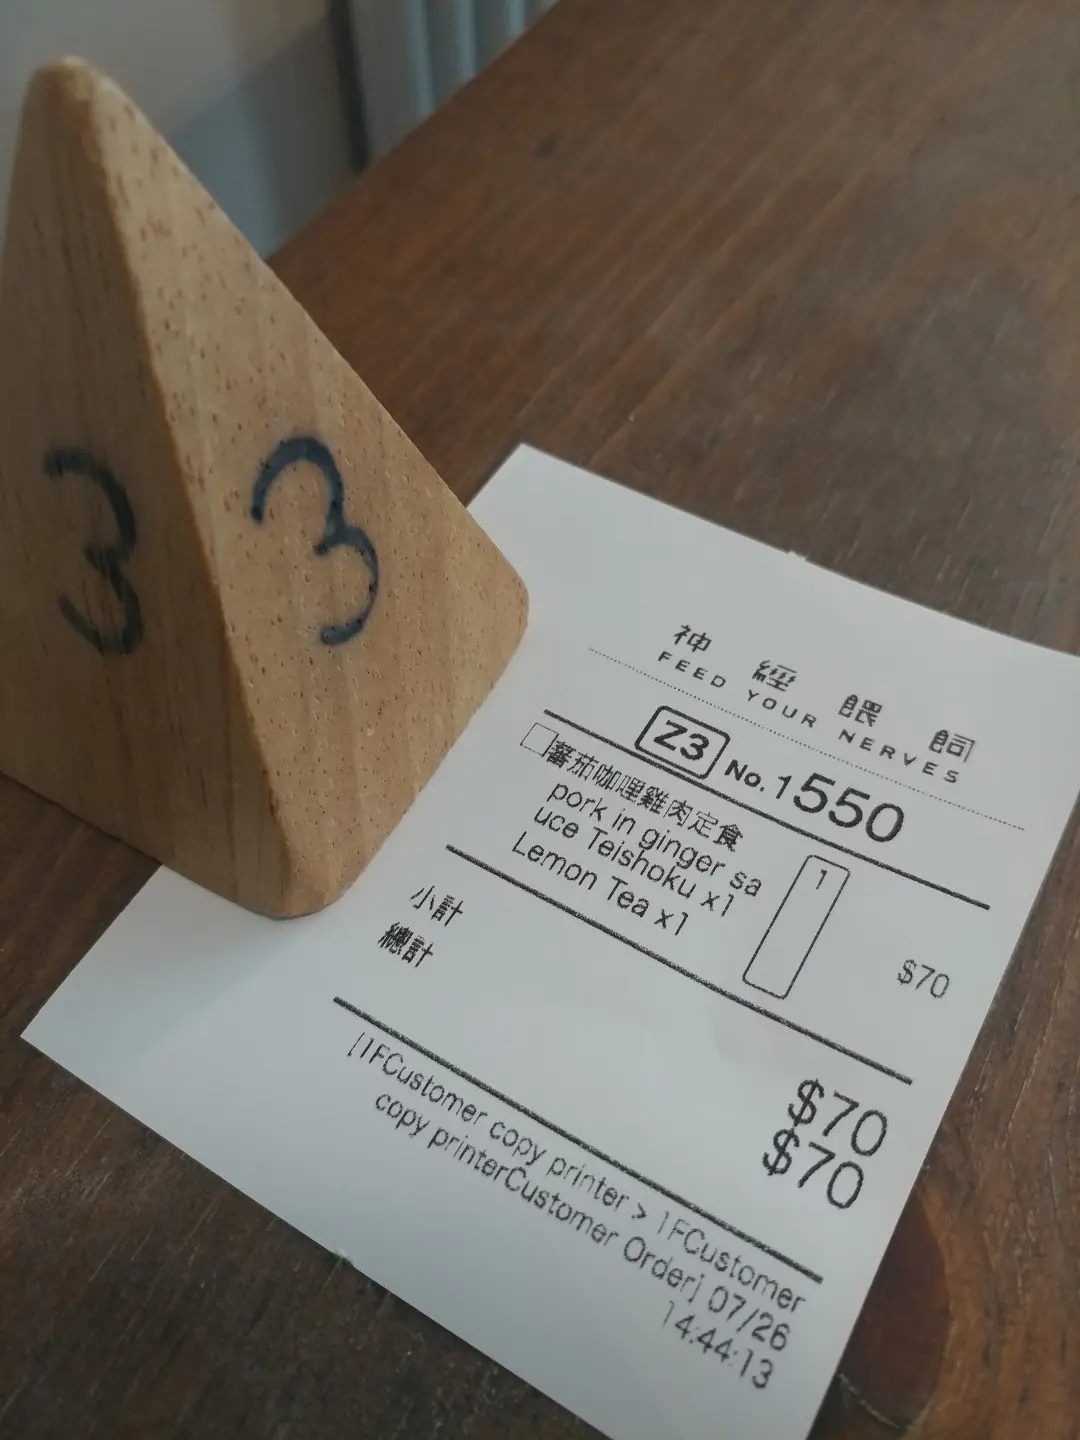 3
3
神 經 餵 飼
FEED YOUR NERVES
Z3 No. 1550
蕃茄咖哩雞肉定食
pork in ginger sa
uce Teishoku x1
Lemon Tea x1
1
$70
小計 $70
總計 $70
[1FCustomer copy printer > 1FCustomer
copy printerCustomer Order] 07/26
14:44:13